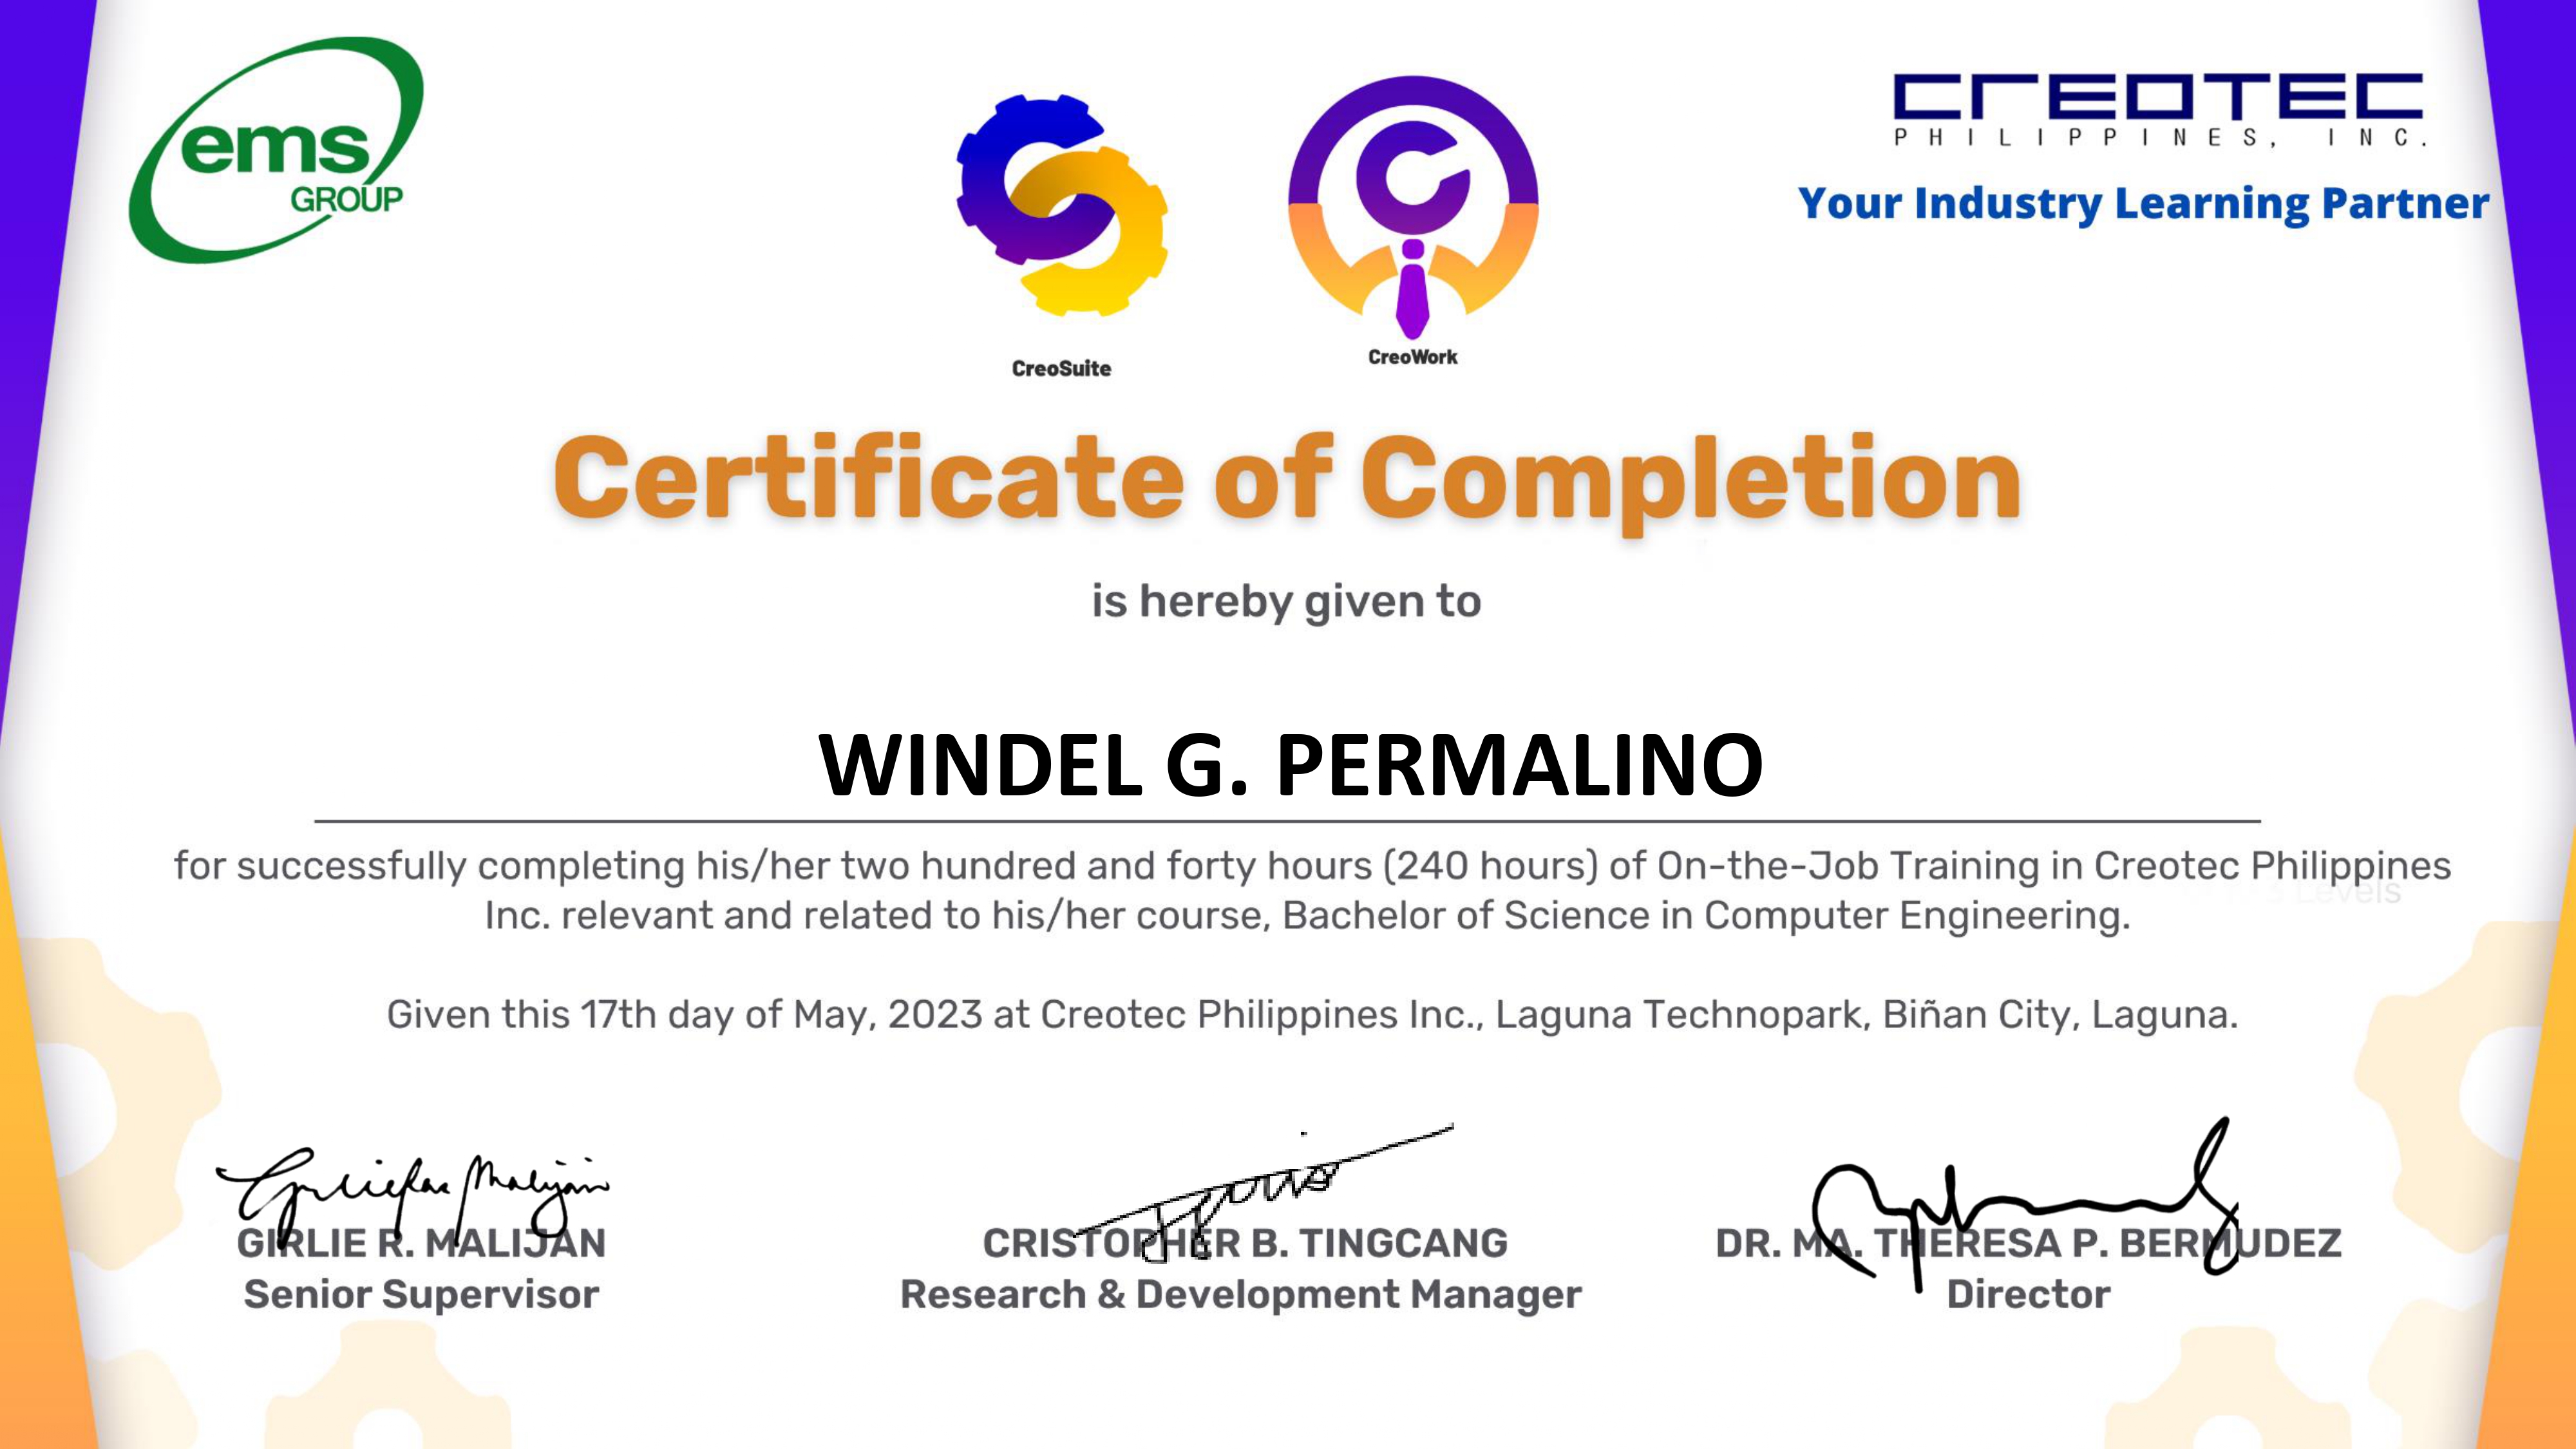 ems
GROUP
CreoSuite
CreoWork
CREOTEC
PHILIPPINES, INC.
Your Industry Learning Partner
Certificate of Completion
is hereby given to
WINDEL G. PERMALINO
for successfully completing his/her two hundred and forty hours (240 hours) of On-the-Job Training in Creotec Philippines
Levels
Inc. relevant and related to his/her course, Bachelor of Science in Computer Engineering.
Given this 17th day of May, 2023 at Creotec Philippines Inc., Laguna Technopark, Biñan City, Laguna.
GIRLIE R. MALIJAN
Senior Supervisor
CRISTOPHER B. TINGCANG
Research & Development Manager
DR. MA. THERESA P. BERMUDEZ
Director